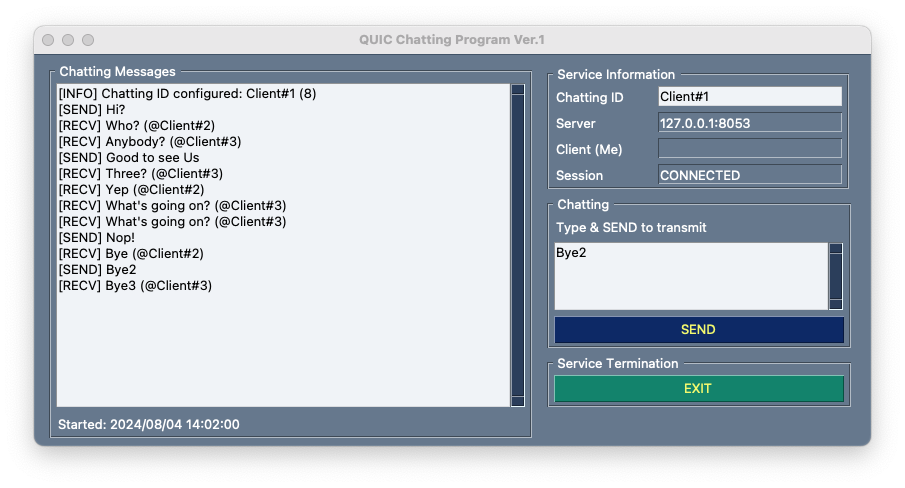 QUIC Chatting Program Ver.1
Chatting Messages
[INFO] Chatting ID configured: Client#1 (8)
[SEND] Hi?
[RECV] Who? (@Client#2)
[RECV] Anybody? (@Client#3)
[SEND] Good to see Us
[RECV] Three? (@Client#3)
[RECV] Yep (@Client#2)
[RECV] What's going on? (@Client#3)
[RECV] What's going on? (@Client#3)
[SEND] Nop!
[RECV] Bye (@Client#2)
[SEND] Bye2
[RECV] Bye3 (@Client#3)
Started: 2024/08/04 14:02:00
Service Information
Chatting ID Client#1
Server 127.0.0.1:8053
Client (Me)
Session CONNECTED
Chatting
Type & SEND to transmit
Bye2
SEND
Service Termination
EXIT